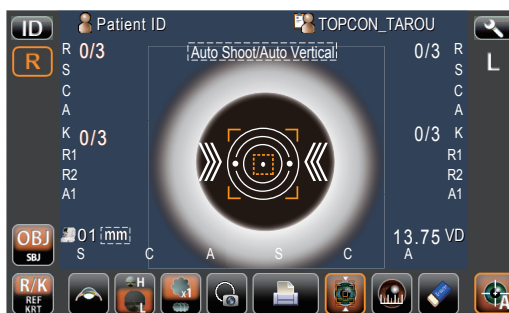 ID Patient ID TOPCON_TAROU
R R 0/3 Auto Shoot/Auto Vertical 0/3 R L
S S
C C
A A
K 0/3 0/3 K
R1 R1
R2 R2
A1 A1
OBJ SBJ 01 mm 13.75 VD
S C A S C A
R/K REF KRT H L x1 Eraser A